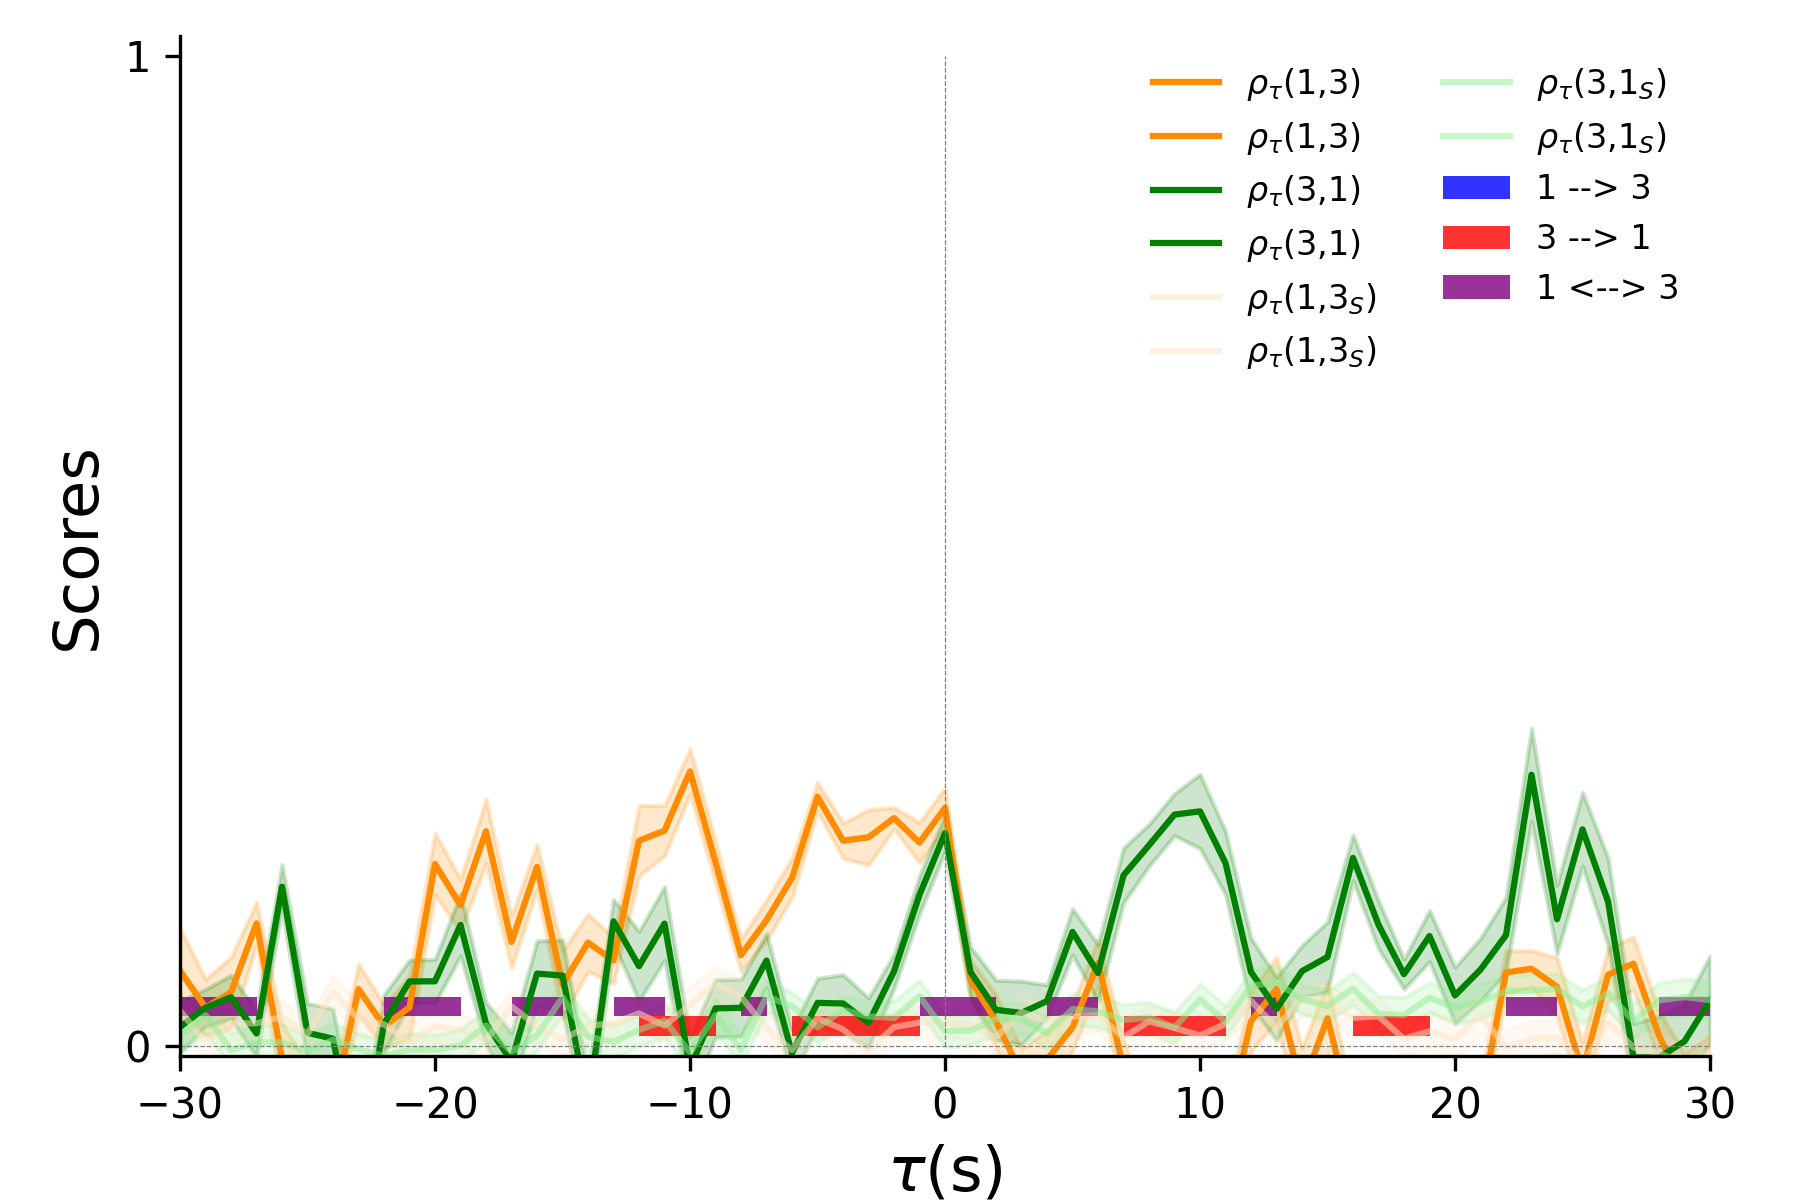 1
ρτ(1,3)
ρτ(1,3)
ρτ(3,1)
ρτ(3,1)
ρτ(1,3S)
ρτ(1,3S)
ρτ(3,1S)
ρτ(3,1S)
1 --> 3
3 --> 1
1 <--> 3
Scores
0
−30 −20 −10 0 10 20 30
τ(s)